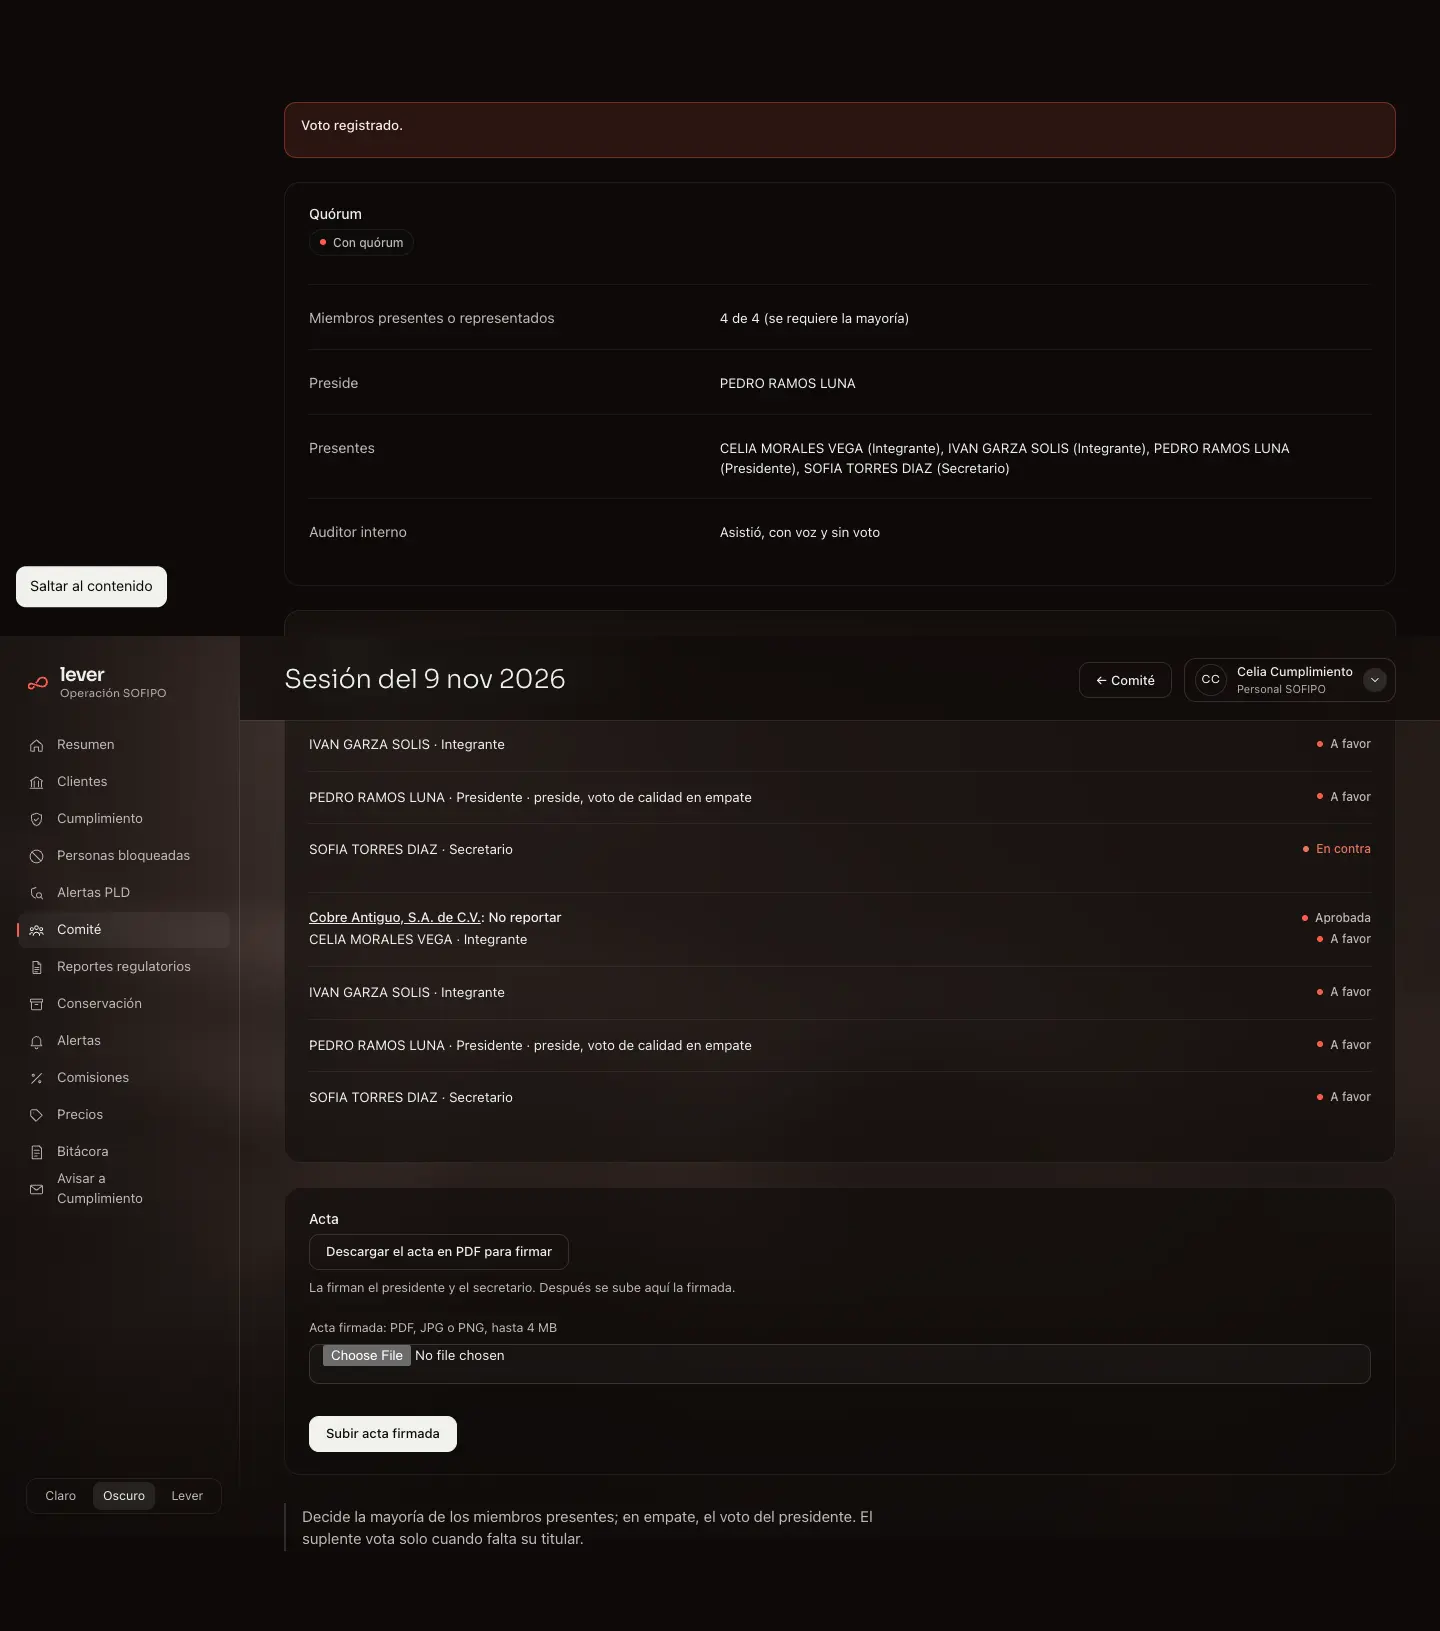 Voto registrado.
Quórum
Con quórum
Miembros presentes o representados
4 de 4 (se requiere la mayoría)
Preside
PEDRO RAMOS LUNA
Presentes
CELIA MORALES VEGA (Integrante), IVAN GARZA SOLIS (Integrante), PEDRO RAMOS LUNA
(Presidente), SOFIA TORRES DIAZ (Secretario)
Auditor interno
Asistió, con voz y sin voto
Saltar al contenido
lever
Operación SOFIPO
Resumen
Clientes
Cumplimiento
Personas bloqueadas
Alertas PLD
Comité
Reportes regulatorios
Conservación
Alertas
Comisiones
Precios
Bitácora
Avisar a
Cumplimiento
Claro
Oscuro
Lever
Sesión del 9 nov 2026
← Comité
CC
Celia Cumplimiento
Personal SOFIPO
IVAN GARZA SOLIS · Integrante
A favor
PEDRO RAMOS LUNA · Presidente · preside, voto de calidad en empate
A favor
SOFIA TORRES DIAZ · Secretario
En contra
Cobre Antiguo, S.A. de C.V.: No reportar
Aprobada
CELIA MORALES VEGA · Integrante
A favor
IVAN GARZA SOLIS · Integrante
A favor
PEDRO RAMOS LUNA · Presidente · preside, voto de calidad en empate
A favor
SOFIA TORRES DIAZ · Secretario
A favor
Acta
Descargar el acta en PDF para firmar
La firman el presidente y el secretario. Después se sube aquí la firmada.
Acta firmada: PDF, JPG o PNG, hasta 4 MB
Choose File No file chosen
Subir acta firmada
Decide la mayoría de los miembros presentes; en empate, el voto del presidente. El
suplente vota solo cuando falta su titular.